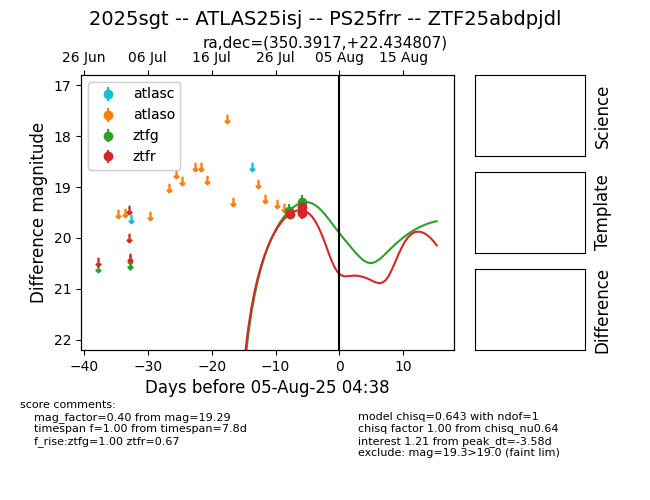 2025sgt -- ATLAS25isj -- PS25frr -- ZTF25abdpjdl
ra,dec=(350.3917,+22.434807)
26 Jun 06 Jul 16 Jul 26 Jul 05 Aug 15 Aug
atlasc
atlaso
ztfg
ztfr
17
18
19
20
21
22
Difference magnitude
−40 −30 −20 −10 0 10
Days before 05-Aug-25 04:38
Science
Template
Difference
score comments:
mag_factor=0.40 from mag=19.29
timespan f=1.00 from timespan=7.8d
f_rise:ztfg=1.00 ztfr=0.67
model chisq=0.643 with ndof=1
chisq factor 1.00 from chisq_nu0.64
interest 1.21 from peak_dt=-3.58d
exclude: mag=19.3>19.0 (faint lim)